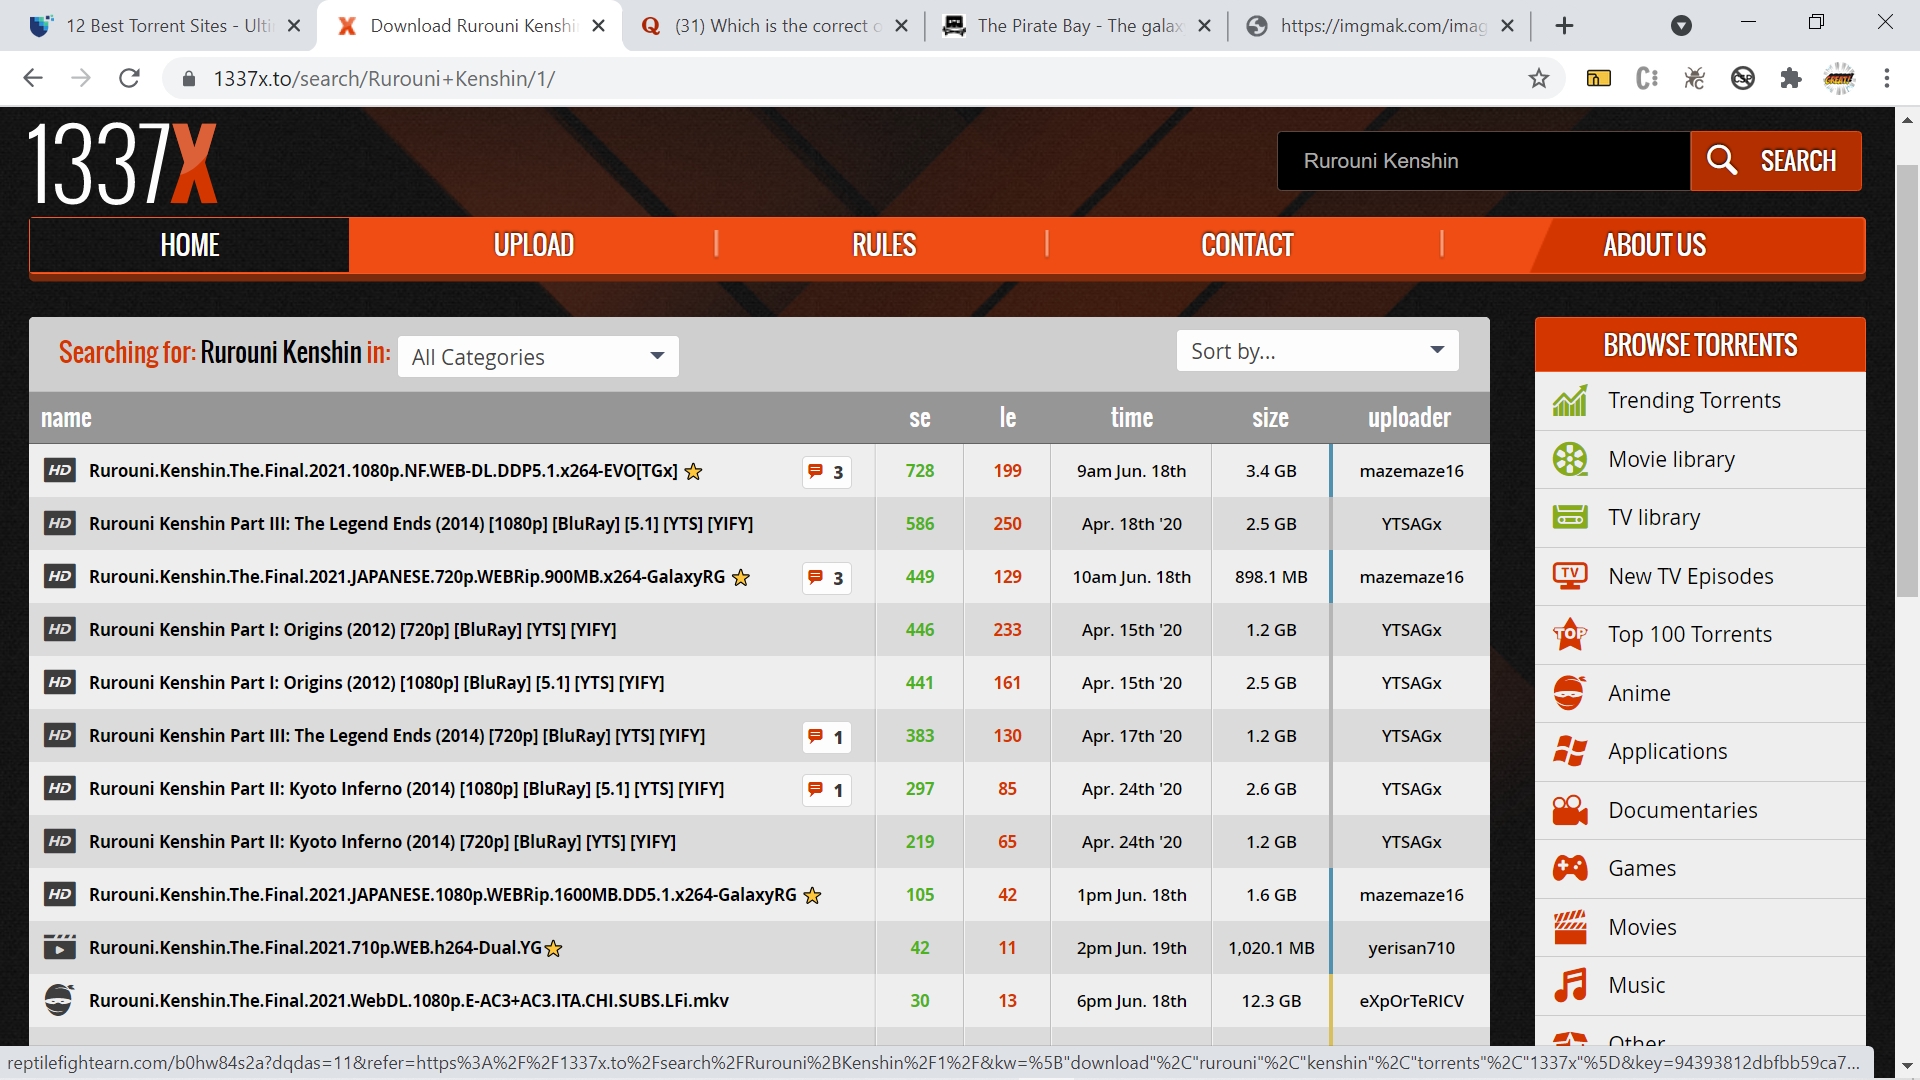 12 Best Torrent Sites - Ulti
Download Rurouni Kenshi
(31) Which is the correct o
The Pirate Bay - The galax
https://imgmak.com/imag
1337x.to/search/Rurouni+Kenshin/1/
1337X
Rurouni Kenshin
SEARCH
HOME
UPLOAD
RULES
CONTACT
ABOUT US
Searching for: Rurouni Kenshin in:
All Categories
Sort by...
name se le time size uploader
HD Rurouni.Kenshin.The.Final.2021.1080p.NF.WEB-DL.DDP5.1.x264-EVO[TGx] 3 728 199 9am Jun. 18th 3.4 GB mazemaze16
HD Rurouni Kenshin Part III: The Legend Ends (2014) [1080p] [BluRay] [5.1] [YTS] [YIFY] 586 250 Apr. 18th '20 2.5 GB YTSAGx
HD Rurouni.Kenshin.The.Final.2021.JAPANESE.720p.WEBRip.900MB.x264-GalaxyRG 3 449 129 10am Jun. 18th 898.1 MB mazemaze16
HD Rurouni Kenshin Part I: Origins (2012) [720p] [BluRay] [YTS] [YIFY] 446 233 Apr. 15th '20 1.2 GB YTSAGx
HD Rurouni Kenshin Part I: Origins (2012) [1080p] [BluRay] [5.1] [YTS] [YIFY] 441 161 Apr. 15th '20 2.5 GB YTSAGx
HD Rurouni Kenshin Part III: The Legend Ends (2014) [720p] [BluRay] [YTS] [YIFY] 1 383 130 Apr. 17th '20 1.2 GB YTSAGx
HD Rurouni Kenshin Part II: Kyoto Inferno (2014) [1080p] [BluRay] [5.1] [YTS] [YIFY] 1 297 85 Apr. 24th '20 2.6 GB YTSAGx
HD Rurouni Kenshin Part II: Kyoto Inferno (2014) [720p] [BluRay] [YTS] [YIFY] 219 65 Apr. 24th '20 1.2 GB YTSAGx
HD Rurouni.Kenshin.The.Final.2021.JAPANESE.1080p.WEBRip.1600MB.DD5.1.x264-GalaxyRG 105 42 1pm Jun. 18th 1.6 GB mazemaze16
Rurouni.Kenshin.The.Final.2021.710p.WEB.h264-Dual.YG 42 11 2pm Jun. 19th 1,020.1 MB yerisan710
Rurouni.Kenshin.The.Final.2021.WebDL.1080p.E-AC3+AC3.ITA.CHI.SUBS.LFi.mkv 30 13 6pm Jun. 18th 12.3 GB eXpOrTeRICV
BROWSE TORRENTS
Trending Torrents
Movie library
TV library
TV New TV Episodes
TOP Top 100 Torrents
Anime
Applications
Documentaries
Games
Movies
Music
Other
reptilefightearn.com/b0hw84s2a?dqdas=11&refer=https%3A%2F%2F1337x.to%2Fsearch%2FRurouni%2BKenshin%2F1%2F&kw=%5B"download"%2C"rurouni"%2C"kenshin"%2C"torrents"%2C"1337x"%5D&key=94393812dbfbb59ca7...